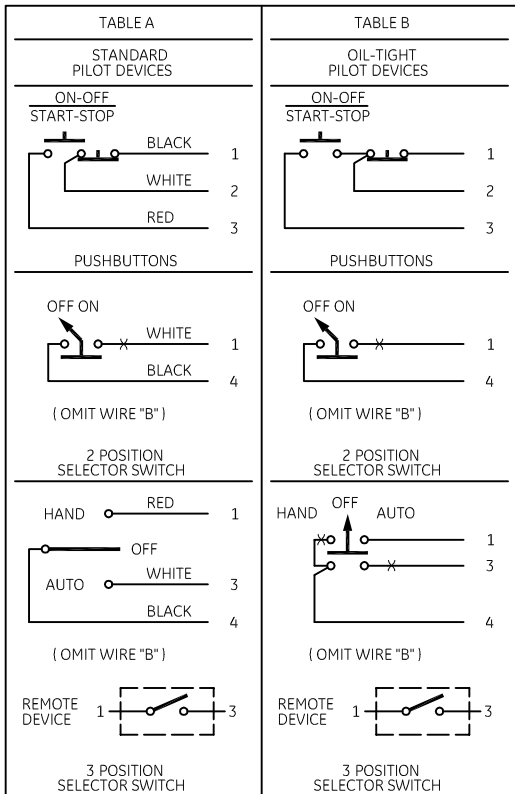 TABLE A
STANDARD
PILOT DEVICES
ON-OFF
START-STOP
BLACK 1
WHITE 2
RED 3
PUSHBUTTONS
OFF ON
WHITE 1
BLACK 4
( OMIT WIRE "B" )
2 POSITION
SELECTOR SWITCH
HAND RED 1
OFF
AUTO WHITE 3
BLACK 4
( OMIT WIRE "B" )
REMOTE
DEVICE 1 3
3 POSITION
SELECTOR SWITCH
TABLE B
OIL-TIGHT
PILOT DEVICES
ON-OFF
START-STOP
1
2
3
PUSHBUTTONS
OFF ON
1
4
( OMIT WIRE "B" )
2 POSITION
SELECTOR SWITCH
HAND OFF AUTO
1
3
4
( OMIT WIRE "B" )
REMOTE
DEVICE 1 3
3 POSITION
SELECTOR SWITCH